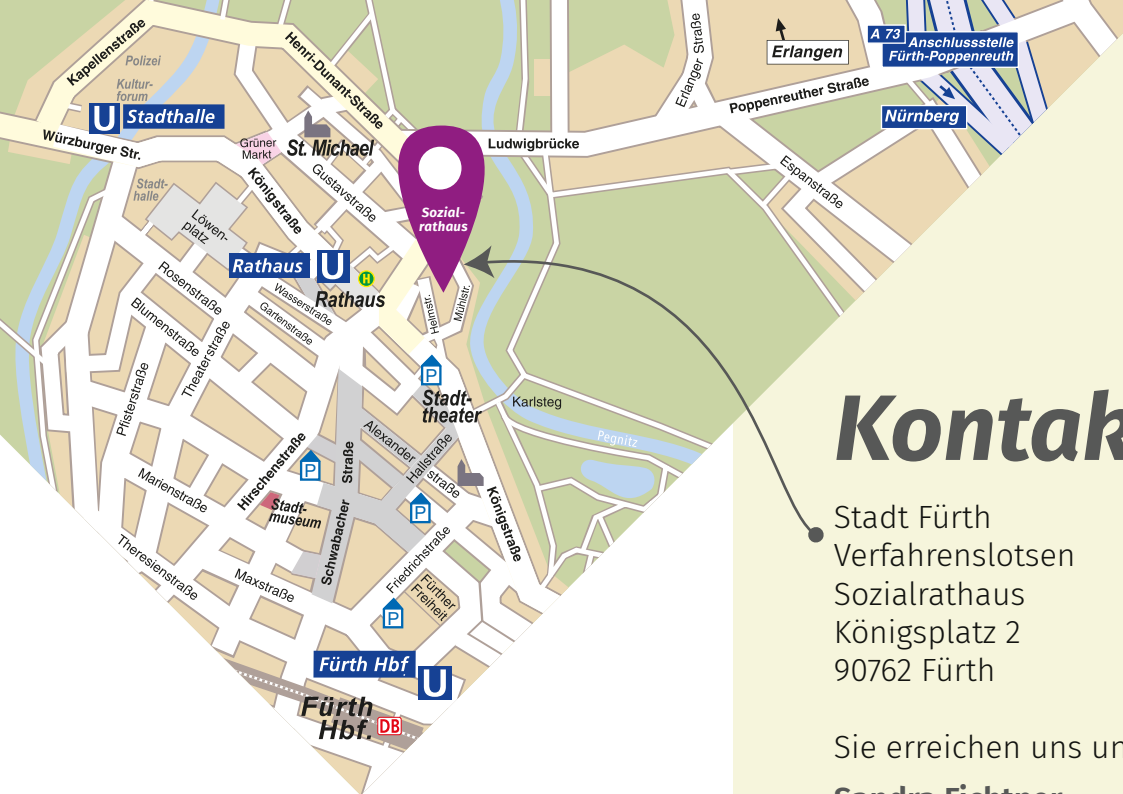 Kapellenstraße
Polizei
Kultur-
forum
U Stadthalle
Würzburger Str.
Henri-Dunant-Straße
Grüner
Markt
St. Michael
Gustavstraße
Königstraße
Stadt-
halle
Löwen-
platz
Ludwigbrücke
Erlanger Straße
Erlangen
A 73
Anschlussstelle
Fürth-Poppenreuth
Poppenreuther Straße
Nürnberg
Espanstraße
Sozial-
rathaus
Rathaus U
H
Rathaus
Wasserstraße
Gartenstraße
Rosenstraße
Blumenstraße
Theaterstraße
Pfisterstraße
Helmstr.
Mühlstr.
P
Stadt-
theater
Karlsteg
Pegnitz
Alexander
straße
Hallstraße
Hirschenstraße
P
Schwabacher
Straße
Marienstraße
Stadt-
museum
P
Königstraße
Theresienstraße
Maxstraße
Friedrichstraße
Fürther
Freiheit
P
Fürth Hbf
U
Fürth
Hbf. DB
Kontak
Stadt Fürth
Verfahrenslotsen
Sozialrathaus
Königsplatz 2
90762 Fürth
Sie erreichen uns un
Sandra Fichtner